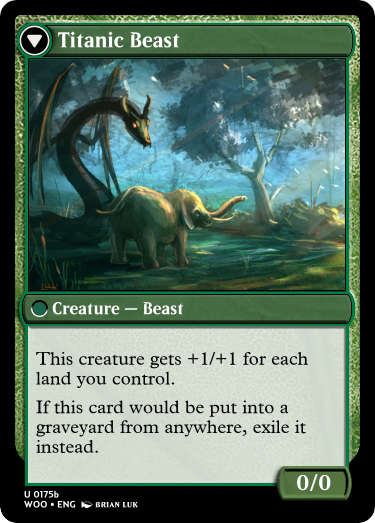 Titanic Beast
Creature — Beast
This creature gets +1/+1 for each
land you control.
If this card would be put into a
graveyard from anywhere, exile it
instead.
0/0
U 0175b
WOO • ENG BRIAN LUK